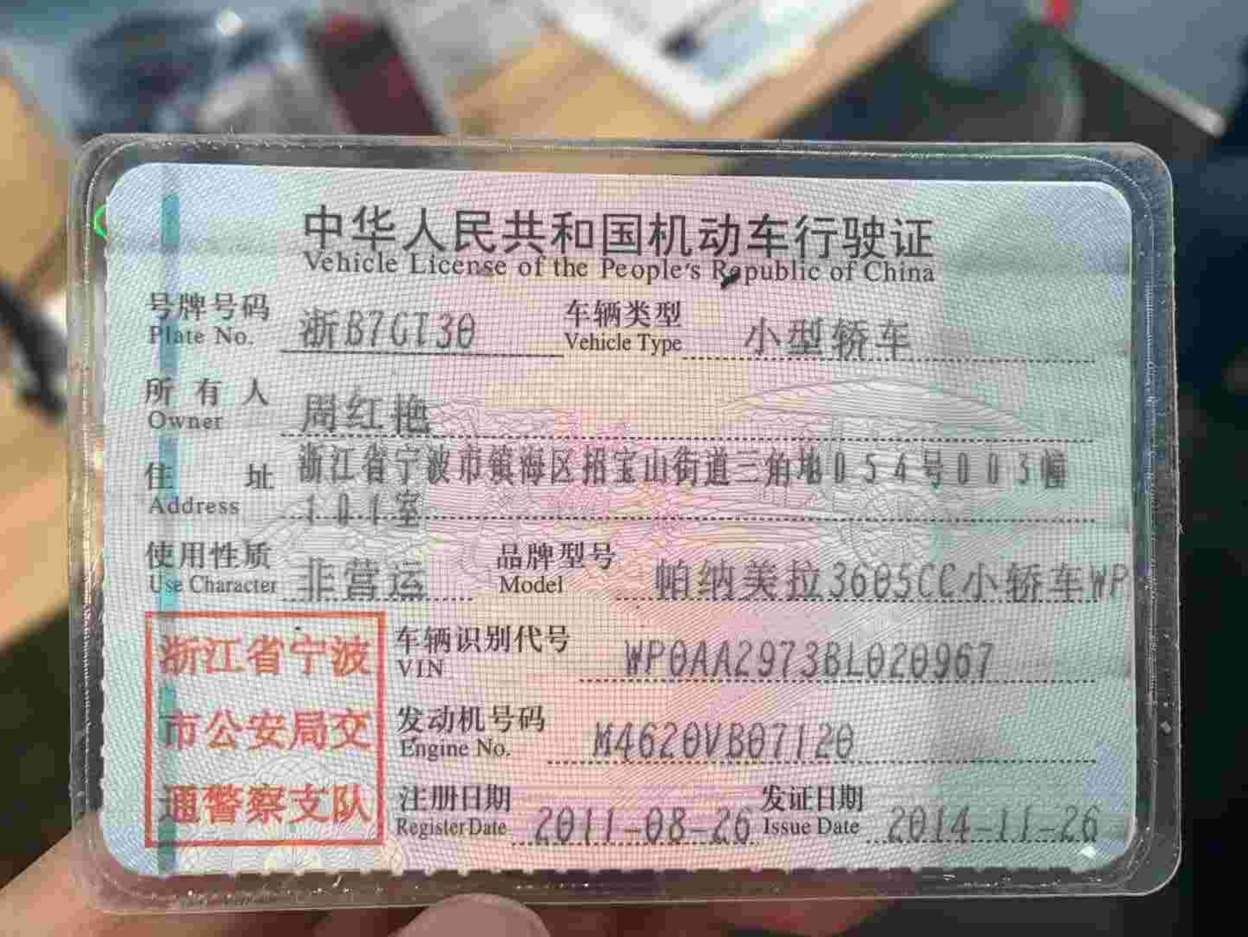 中华人民共和国机动车行驶证
Vehicle License of the People's Republic of China
号牌号码 浙B7GT30 车辆类型 小型轿车
Plate No. Vehicle Type
所有人 周红艳
Owner
住址 浙江省宁波市镇海区招宝山街道三角地054号003幢
Address 101室
使用性质 非营运 品牌型号 帕纳美拉3605CC小轿车WP
Use Character Model
浙江省宁波
市公安局交
通警察支队
车辆识别代号 WP0AA2973BL020967
VIN
发动机号码 M4620VB07120
Engine No.
注册日期 2011-08-26 发证日期 2014-11-26
Register Date Issue Date